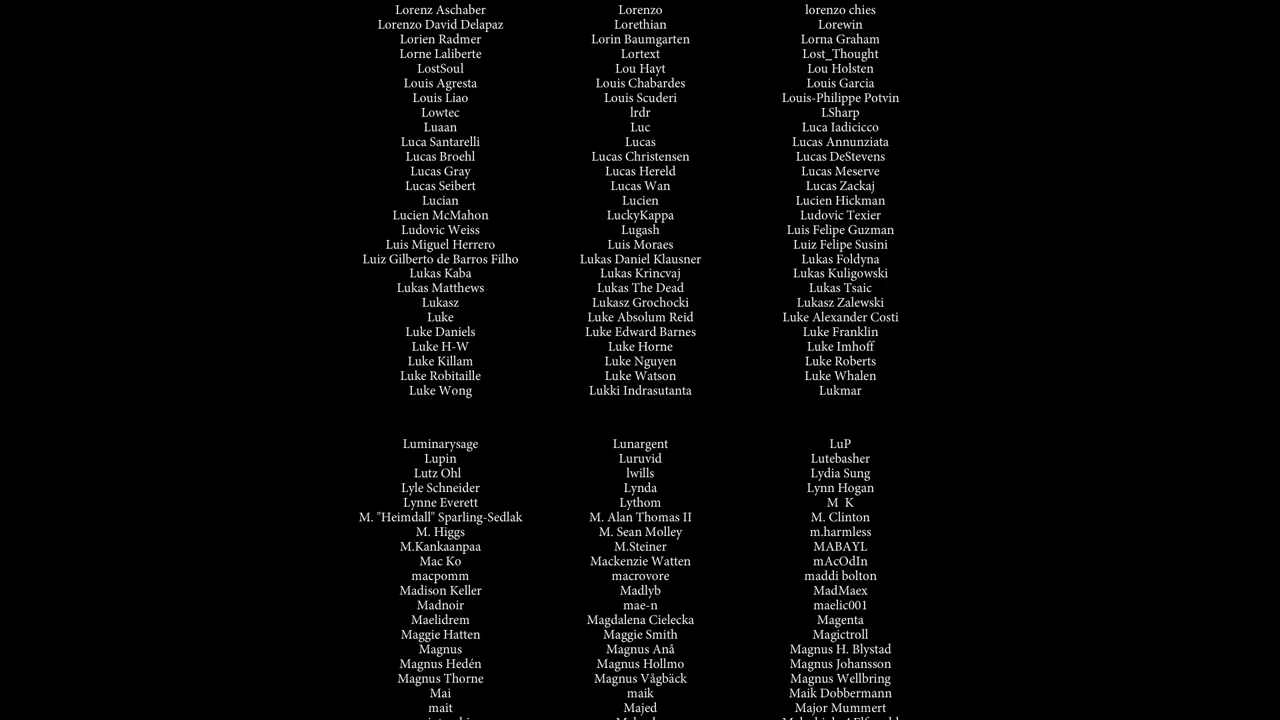 Lorenz Aschaber Lorenzo lorenzo chies
Lorenzo David Delapaz Lorethian Lorewin
Lorien Radmer Lorin Baumgarten Lorna Graham
Lorne Laliberte Lortext Lost_Thought
LostSoul Lou Hayt Lou Holsten
Louis Agresta Louis Chabardes Louis Garcia
Louis Liao Louis Scuderi Louis-Philippe Potvin
Lowtec lrdr LSharp
Luaan Luc Luca Iadicicco
Luca Santarelli Lucas Lucas Annunziata
Lucas Broehl Lucas Christensen Lucas DeStevens
Lucas Gray Lucas Hereld Lucas Meserve
Lucas Seibert Lucas Wan Lucas Zackaj
Lucian Lucien Lucien Hickman
Lucien McMahon LuckyKappa Ludovic Texier
Ludovic Weiss Lugash Luis Felipe Guzman
Luis Miguel Herrero Luis Moraes Luiz Felipe Susini
Luiz Gilberto de Barros Filho Lukas Daniel Klausner Lukas Foldyna
Lukas Kaba Lukas Krincvaj Lukas Kuligowski
Lukas Matthews Lukas The Dead Lukas Tsaic
Lukasz Lukasz Grochocki Lukasz Zalewski
Luke Luke Absolum Reid Luke Alexander Costi
Luke Daniels Luke Edward Barnes Luke Franklin
Luke H-W Luke Horne Luke Imhoff
Luke Killam Luke Nguyen Luke Roberts
Luke Robitaille Luke Watson Luke Whalen
Luke Wong Lukki Indrasutanta Lukmar
Luminarysage Lunargent LuP
Lupin Luruvid Lutebasher
Lutz Ohl lwills Lydia Sung
Lyle Schneider Lynda Lynn Hogan
Lynne Everett Lythom M K
M. "Heimdall" Sparling-Sedlak M. Alan Thomas II M. Clinton
M. Higgs M. Sean Molley m.harmless
M.Kankaanpaa M.Steiner MABAYL
Mac Ko Mackenzie Watten mAcOdIn
macpomm macrovore maddi bolton
Madison Keller Madlyb MadMaex
Madnoir mae-n maelic001
Maelidrem Magdalena Cielecka Magenta
Maggie Hatten Maggie Smith Magictroll
Magnus Magnus Anå Magnus H. Blystad
Magnus Hedén Magnus Hollmo Magnus Johansson
Magnus Thorne Magnus Vågbäck Magnus Wellbring
Mai maik Maik Dobbermann
mait Majed Major Mummert